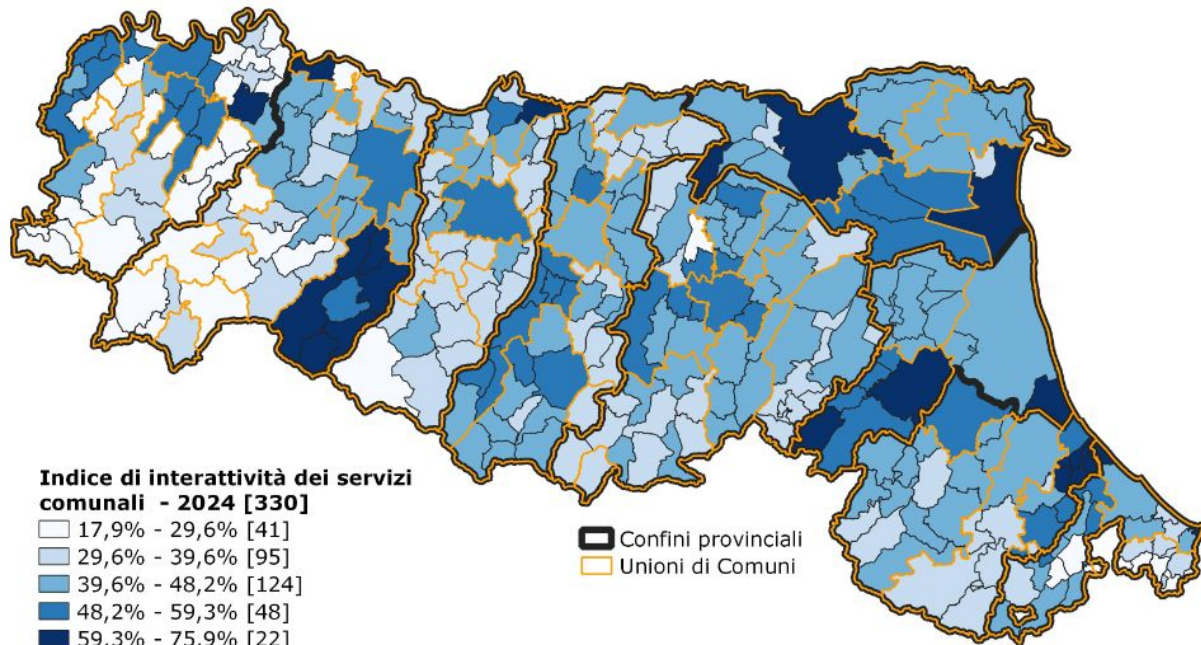 Indice di interattività dei servizi
comunali - 2024 [330]
17,9% - 29,6% [41]
29,6% - 39,6% [95]
39,6% - 48,2% [124]
48,2% - 59,3% [48]
59,3% - 75,9% [22]
Confini provinciali
Unioni di Comuni